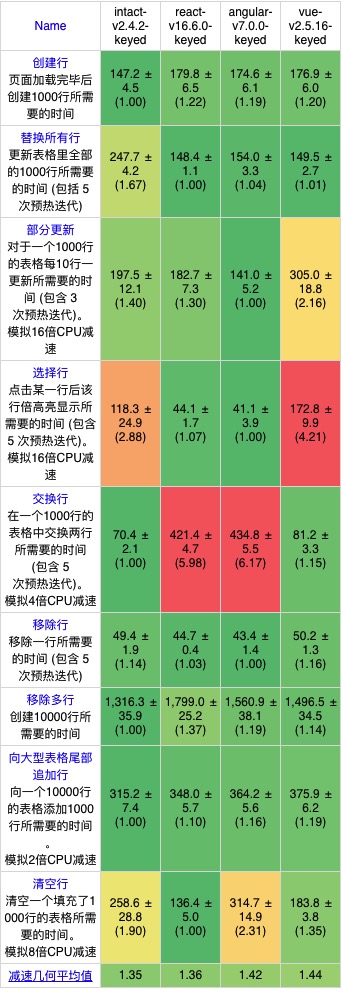 Name intact-v2.4.2-keyed react-v16.6.0-keyed angular-v7.0.0-keyed vue-v2.5.16-keyed
创建行
页面加载完毕后
创建1000行所需
要的时间
147.2 ± 4.5 (1.00) 179.8 ± 6.5 (1.22) 174.6 ± 6.1 (1.19) 176.9 ± 6.0 (1.20)
替换所有行
更新表格里全部
的1000行所需要
的时间 (包括 5
次预热迭代)
247.7 ± 4.2 (1.67) 148.4 ± 1.1 (1.00) 154.0 ± 3.3 (1.04) 149.5 ± 2.7 (1.01)
部分更新
对于一个1000行
的表格每10行一
更新所需要的时
间 (包含 3
次预热迭代)。
模拟16倍CPU减
速
197.5 ± 12.1 (1.40) 182.7 ± 7.3 (1.30) 141.0 ± 5.2 (1.00) 305.0 ± 18.8 (2.16)
选择行
点击某一行后该
行倍高亮显示所
需要的时间 (包含
5 次预热迭代)。
模拟16倍CPU减
速
118.3 ± 24.9 (2.88) 44.1 ± 1.7 (1.07) 41.1 ± 3.9 (1.00) 172.8 ± 9.9 (4.21)
交换行
在一个1000行的
表格中交换两行
所需要的时间
(包含 5
次预热迭代)。
模拟4倍CPU减速
70.4 ± 2.1 (1.00) 421.4 ± 4.7 (5.98) 434.8 ± 5.5 (6.17) 81.2 ± 3.3 (1.15)
移除行
移除一行所需要
的时间 (包含 5
次预热迭代)
49.4 ± 1.9 (1.14) 44.7 ± 0.4 (1.03) 43.4 ± 1.4 (1.00) 50.2 ± 1.3 (1.16)
移除多行
创建10000行所
需要的时间
1,316.3 ± 35.9 (1.00) 1,799.0 ± 25.2 (1.37) 1,560.9 ± 38.1 (1.19) 1,496.5 ± 34.5 (1.14)
向大型表格尾部
追加行
向一个10000行
的表格添加1000
行所需要的时间
。
模拟2倍CPU减速
315.2 ± 7.4 (1.00) 348.0 ± 5.7 (1.10) 364.2 ± 5.6 (1.16) 375.9 ± 6.2 (1.19)
清空行
清空一个填充了1
000行的表格所需
要的时间。
模拟8倍CPU减速
258.6 ± 28.8 (1.90) 136.4 ± 5.0 (1.00) 314.7 ± 14.9 (2.31) 183.8 ± 3.8 (1.35)
减速几何平均值 1.35 1.36 1.42 1.44